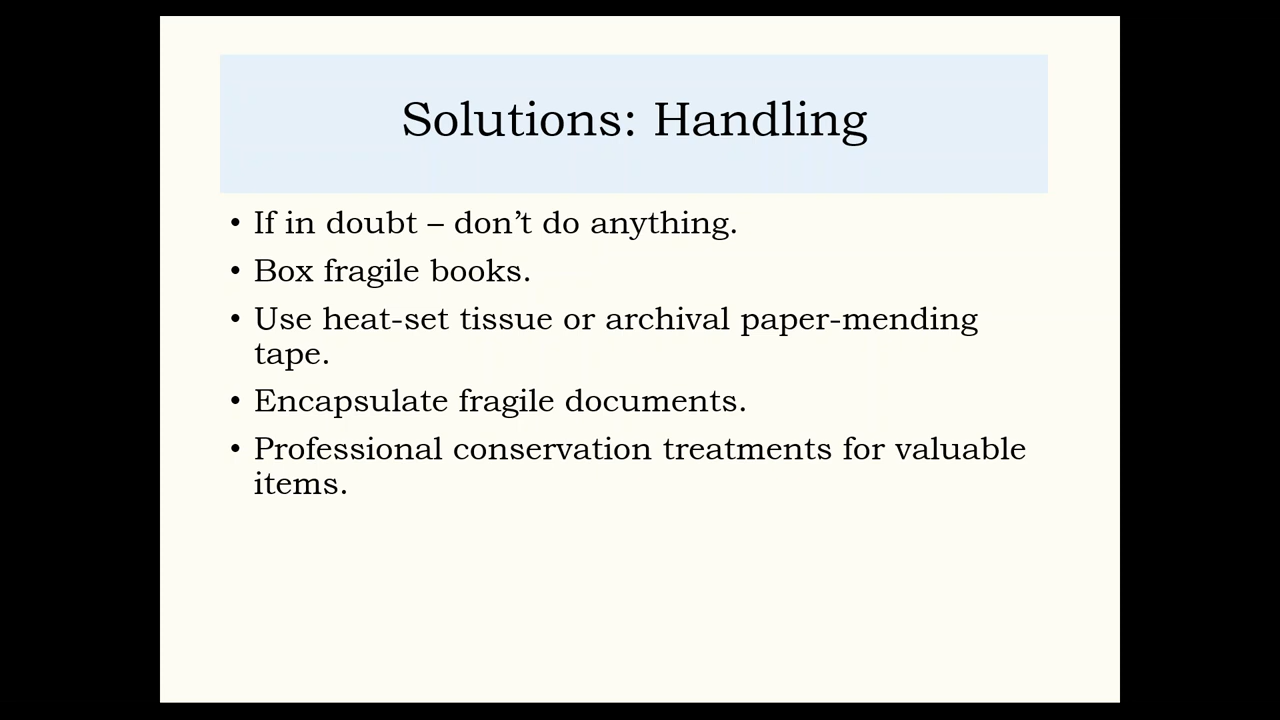 Solutions: Handling
• If in doubt – don’t do anything.
• Box fragile books.
• Use heat-set tissue or archival paper-mending
tape.
• Encapsulate fragile documents.
• Professional conservation treatments for valuable
items.